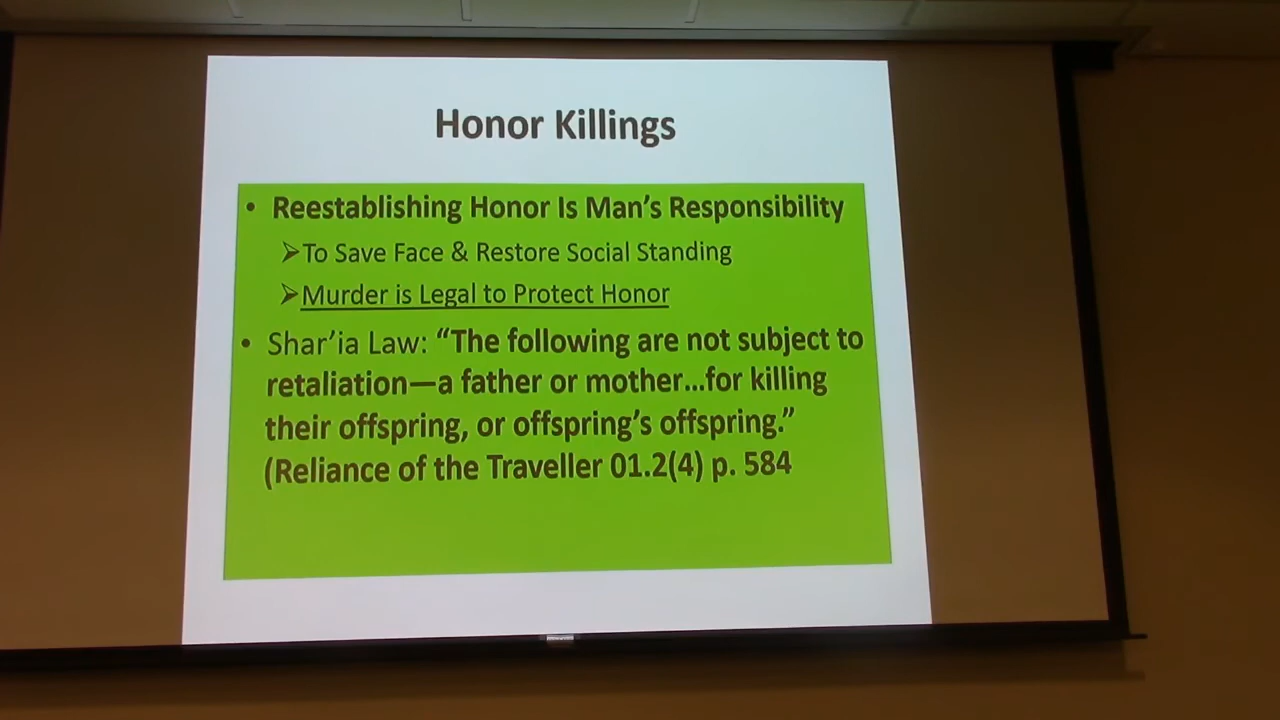 Honor Killings
• Reestablishing Honor Is Man's Responsibility
➢To Save Face & Restore Social Standing
➢Murder is Legal to Protect Honor
• Shar'ia Law: “The following are not subject to
retaliation—a father or mother...for killing
their offspring, or offspring's offspring.”
(Reliance of the Traveller 01.2(4) p. 584